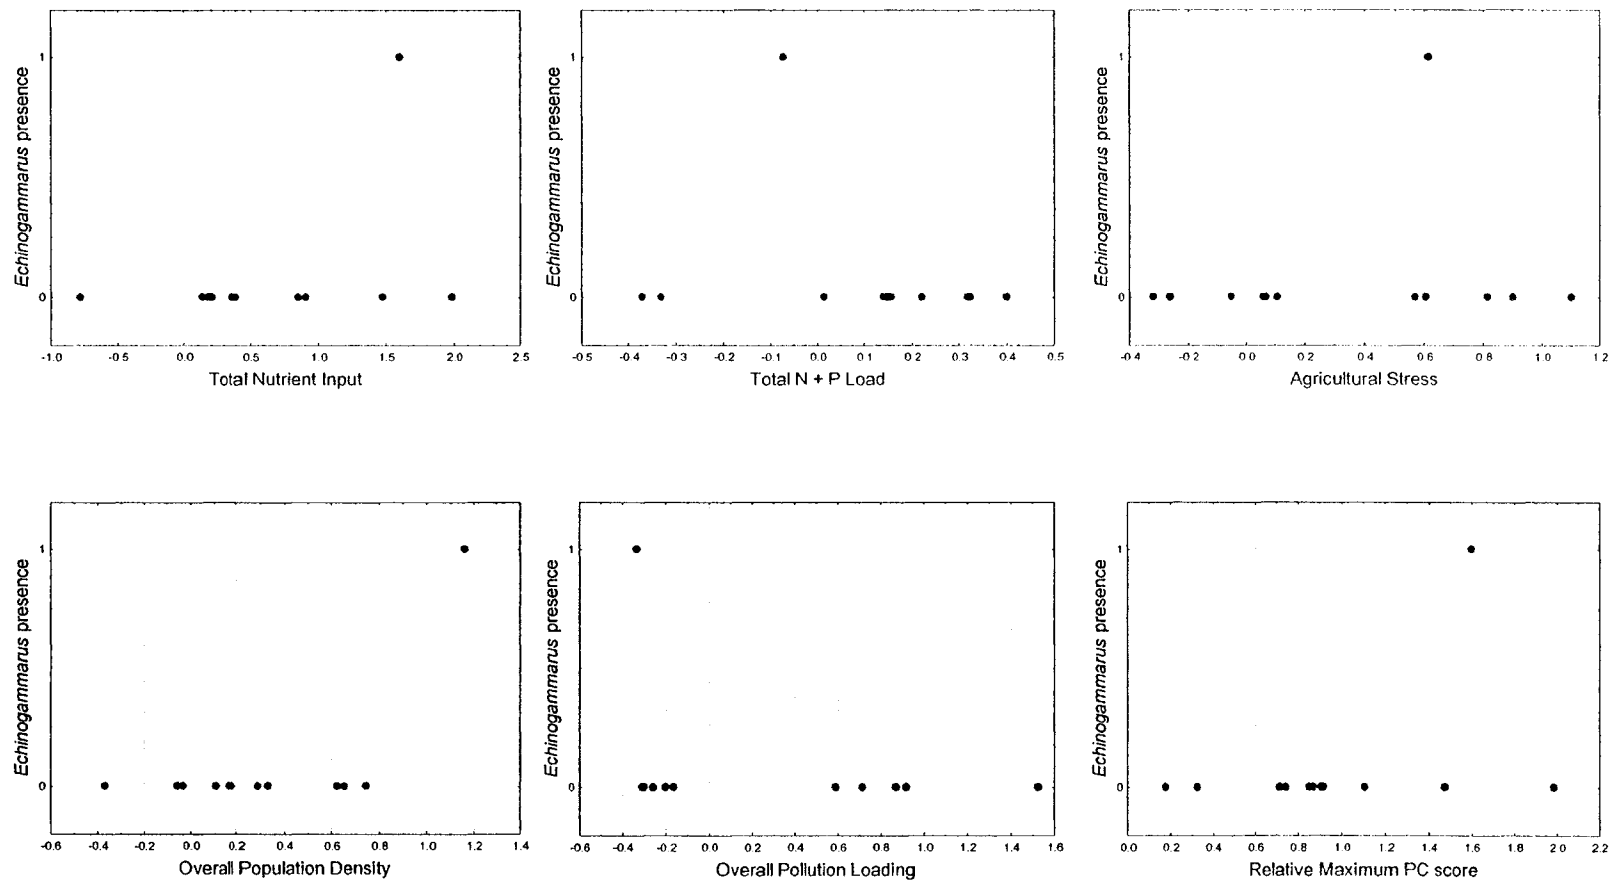 Echinogammarus presence
1
0
-1.0 -0.5 0.0 0.5 1.0 1.5 2.0 2.5
Total Nutrient Input
Echinogammarus presence
1
0
-0.5 -0.4 -0.3 -0.2 -0.1 0.0 0.1 0.2 0.3 0.4 0.5
Total N + P Load
Echinogammarus presence
1
0
-0.4 -0.2 0.0 0.2 0.4 0.6 0.8 1.0 1.2
Agricultural Stress
Echinogammarus presence
1
0
-0.6 -0.4 -0.2 0.0 0.2 0.4 0.6 0.8 1.0 1.2 1.4
Overall Population Density
Echinogammarus presence
1
0
-0.6 -0.4 -0.2 0.0 0.2 0.4 0.6 0.8 1.0 1.2 1.4 1.6
Overall Pollution Loading
Echinogammarus presence
1
0
0.0 0.2 0.4 0.6 0.8 1.0 1.2 1.4 1.6 1.8 2.0 2.2
Relative Maximum PC score